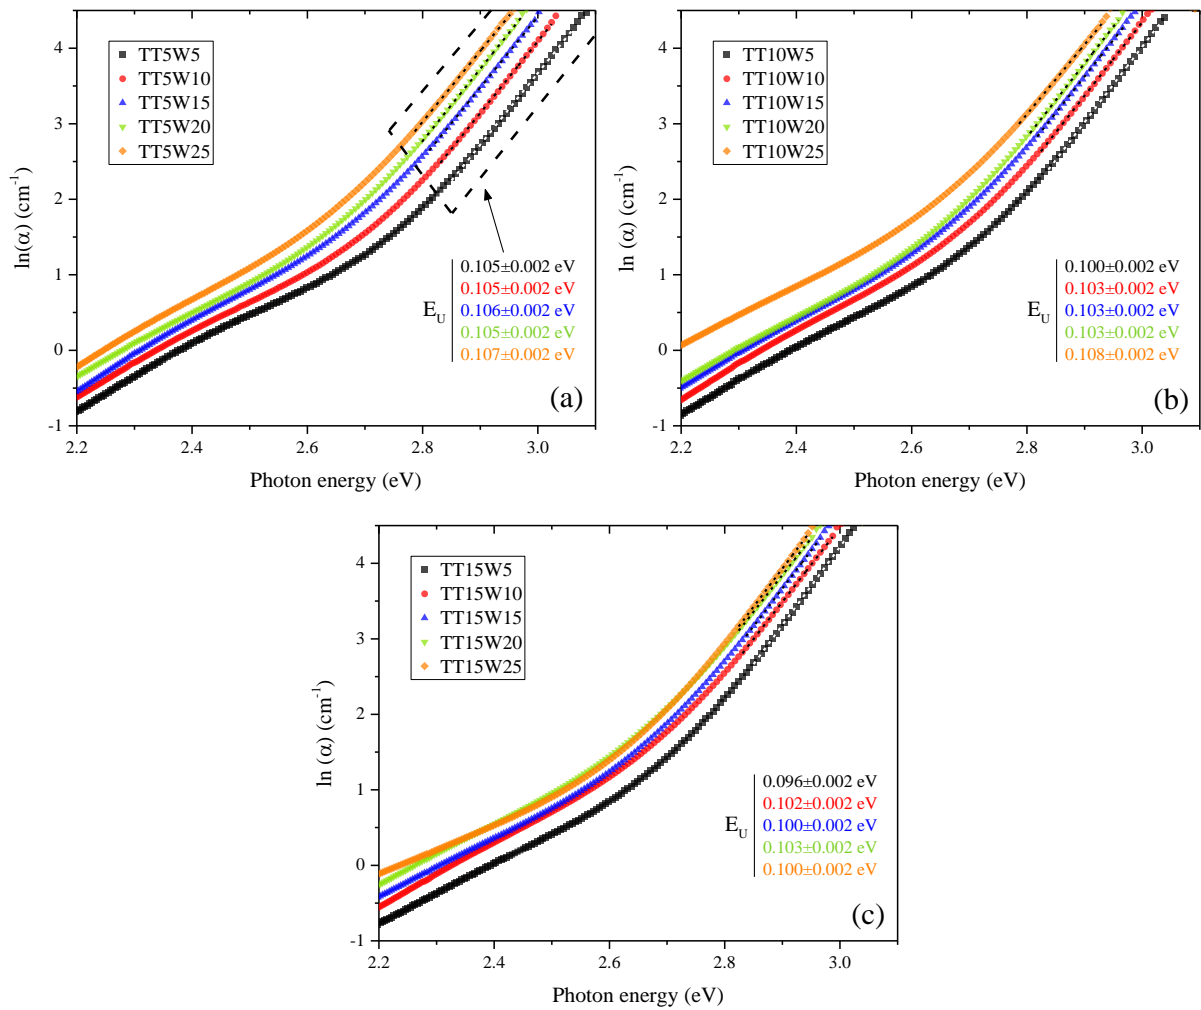 TT5W5
TT5W10
TT5W15
TT5W20
TT5W25
ln(α) (cm⁻¹)
4
3
2
1
0
-1
0.105±0.002 eV
0.105±0.002 eV
E_U 0.106±0.002 eV
0.105±0.002 eV
0.107±0.002 eV
(a)
2.2 2.4 2.6 2.8 3.0
Photon energy (eV)
TT10W5
TT10W10
TT10W15
TT10W20
TT10W25
ln (α) (cm⁻¹)
4
3
2
1
0
-1
0.100±0.002 eV
0.103±0.002 eV
E_U 0.103±0.002 eV
0.103±0.002 eV
0.108±0.002 eV
(b)
2.2 2.4 2.6 2.8 3.0
Photon energy (eV)
TT15W5
TT15W10
TT15W15
TT15W20
TT15W25
ln (α) (cm⁻¹)
4
3
2
1
0
-1
0.096±0.002 eV
0.102±0.002 eV
E_U 0.100±0.002 eV
0.103±0.002 eV
0.100±0.002 eV
(c)
2.2 2.4 2.6 2.8 3.0
Photon energy (eV)